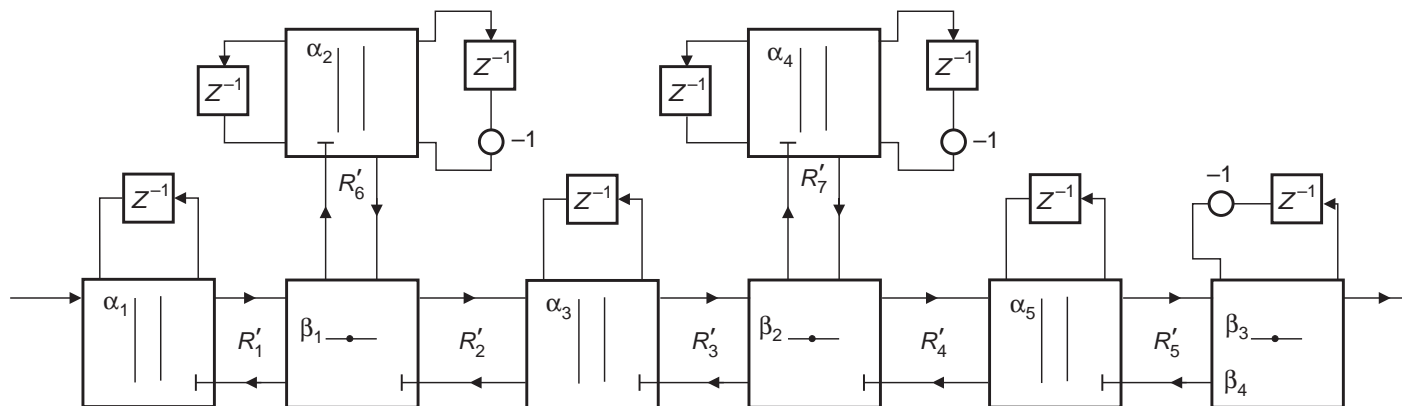 α₂
α₄
Z⁻¹
Z⁻¹
Z⁻¹
Z⁻¹
–1
–1
R′₆
R′₇
–1
Z⁻¹
Z⁻¹
Z⁻¹
Z⁻¹
α₁
α₃
α₅
β₁
β₂
β₃
R′₁
R′₂
R′₃
R′₄
R′₅
β₄